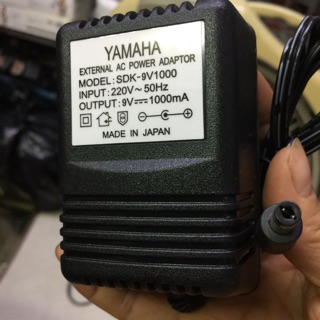 YAMAHA
EXTERNAL AC POWER ADAPTOR
MODEL: SDK-9V1000
INPUT: 220V ~ 50Hz
OUTPUT: 9V ⎓ 1000mA
MADE IN JAPAN